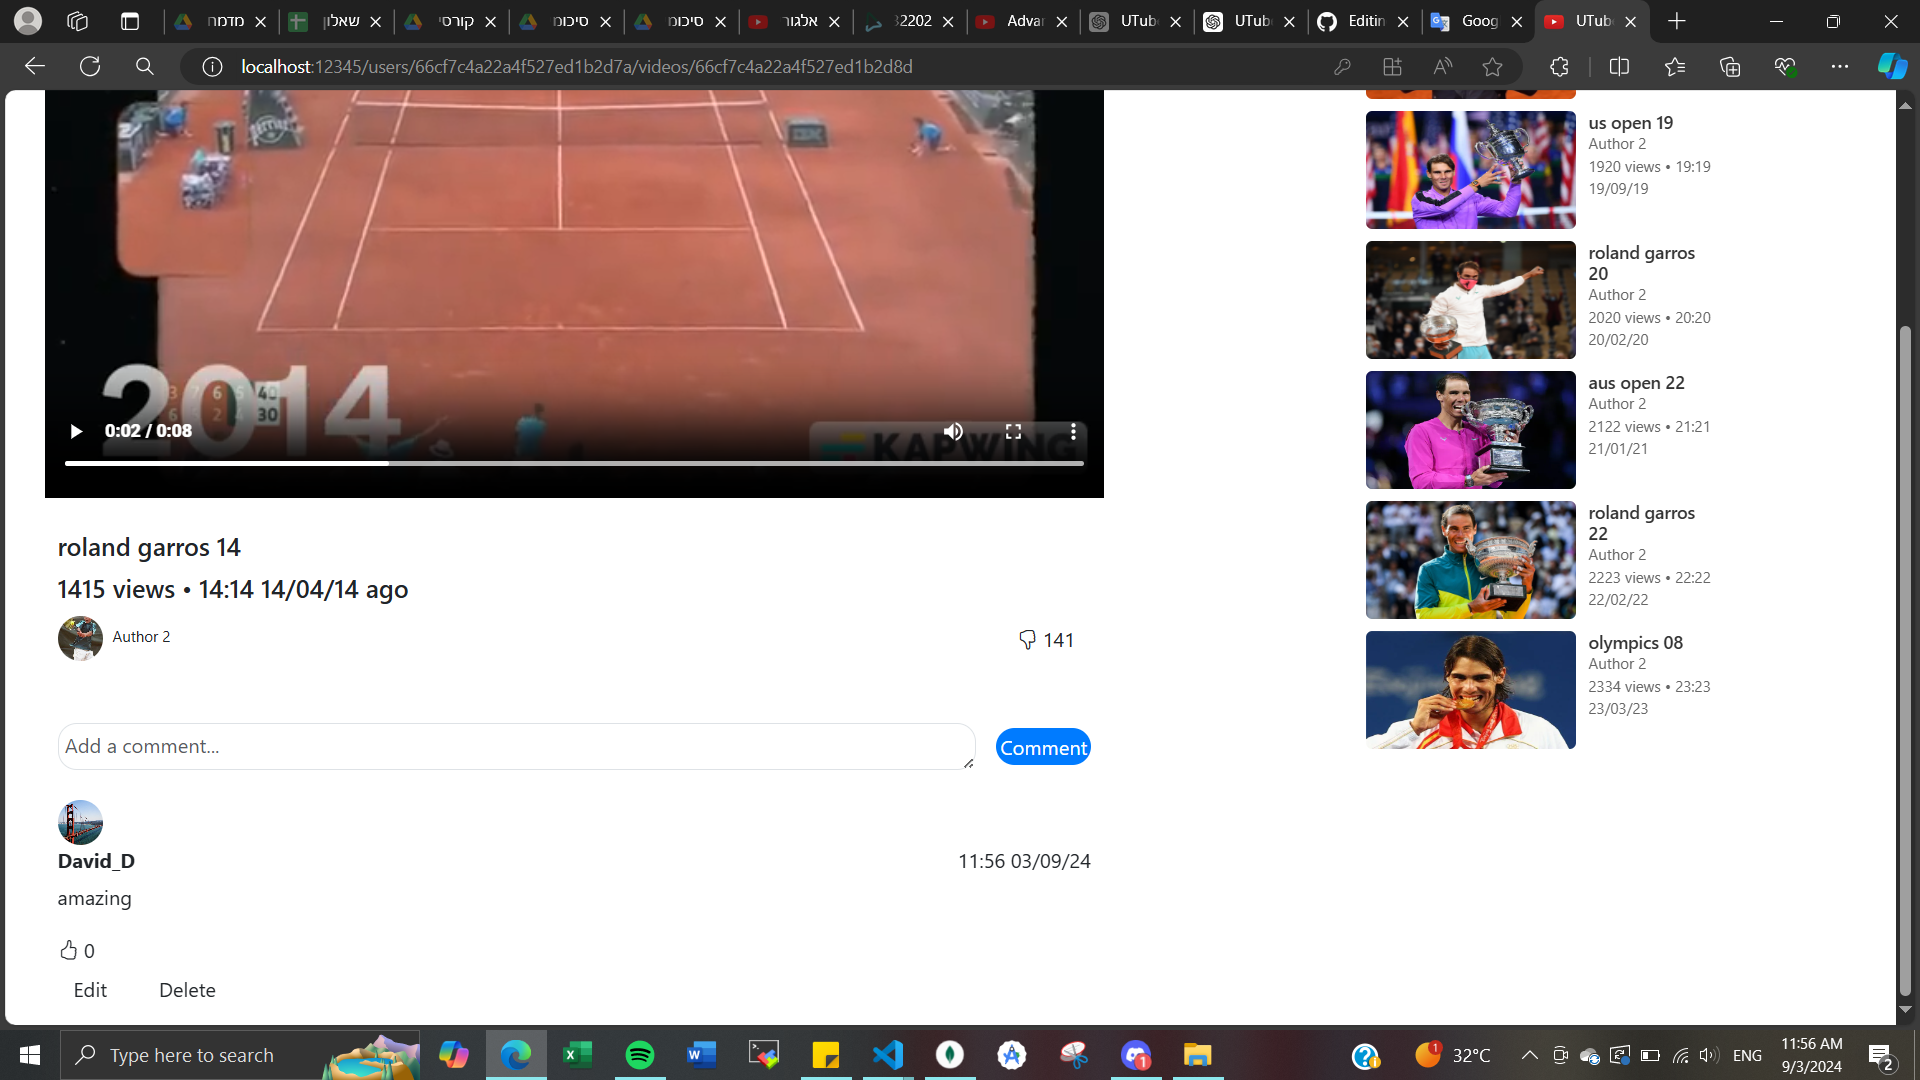 מדמח
שאלון
קורסי
סיכומ
סיכומ
אלגור
32202
Advar
UTub
UTub
Editin
Goog
UTub
localhost:12345/users/66cf7c4a22a4f527ed1b2d7a/videos/66cf7c4a22a4f527ed1b2d8d
2014
0:02 / 0:08
KAPWING
roland garros 14
1415 views • 14:14 14/04/14 ago
Author 2
141
Add a comment...
Comment
David_D
11:56 03/09/24
amazing
0
Edit
Delete
us open 19
Author 2
1920 views • 19:19
19/09/19
roland garros
20
Author 2
2020 views • 20:20
20/02/20
aus open 22
Author 2
2122 views • 21:21
21/01/21
roland garros
22
Author 2
2223 views • 22:22
22/02/22
olympics 08
Author 2
2334 views • 23:23
23/03/23
Type here to search
32°C
ENG
11:56 AM
9/3/2024
2